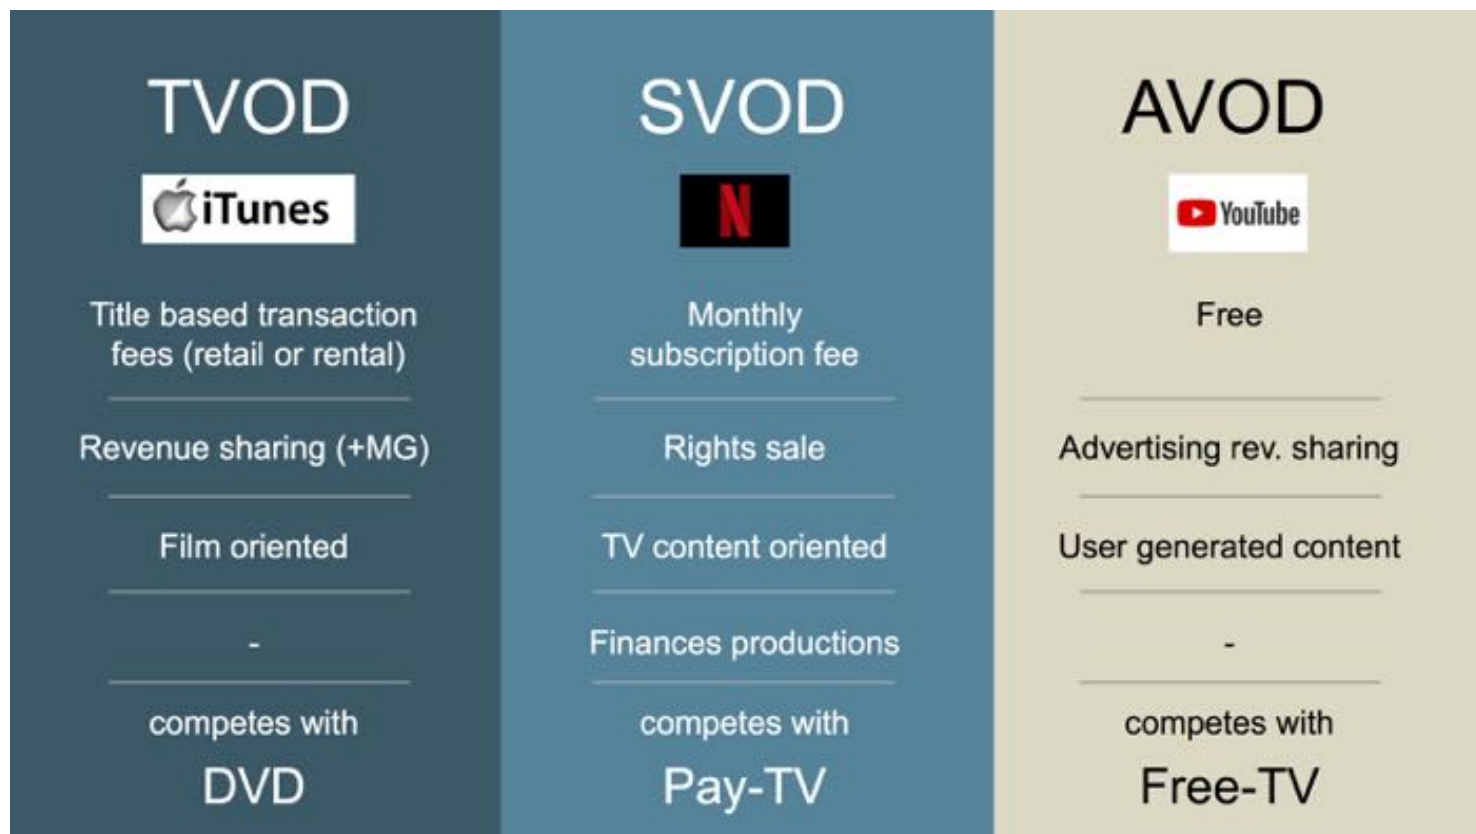 TVOD
iTunes
Title based transaction
fees (retail or rental)
Revenue sharing (+MG)
Film oriented
-
competes with
DVD
SVOD
N
Monthly
subscription fee
Rights sale
TV content oriented
Finances productions
competes with
Pay-TV
AVOD
YouTube
Free
Advertising rev. sharing
User generated content
-
competes with
Free-TV